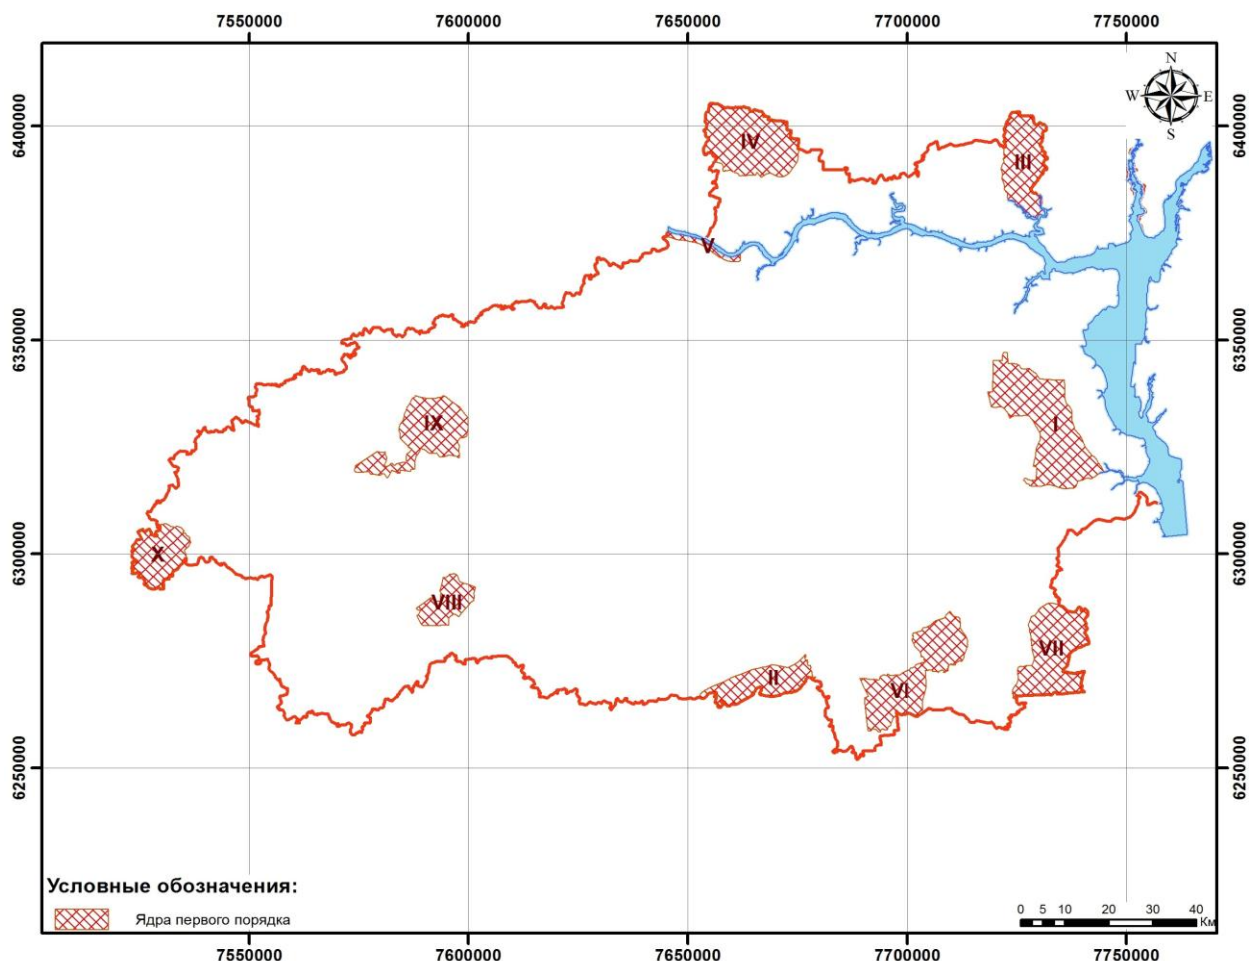 7550000 7600000 7650000 7700000 7750000
N
W E
S
6400000 6400000
IV
III
V
6350000 6350000
IX
I
X
6300000 6300000
VIII
VII
II
VI
6250000 6250000
Условные обозначения:
Ядра первого порядка
0 5 10 20 30 40
Км
7550000 7600000 7650000 7700000 7750000